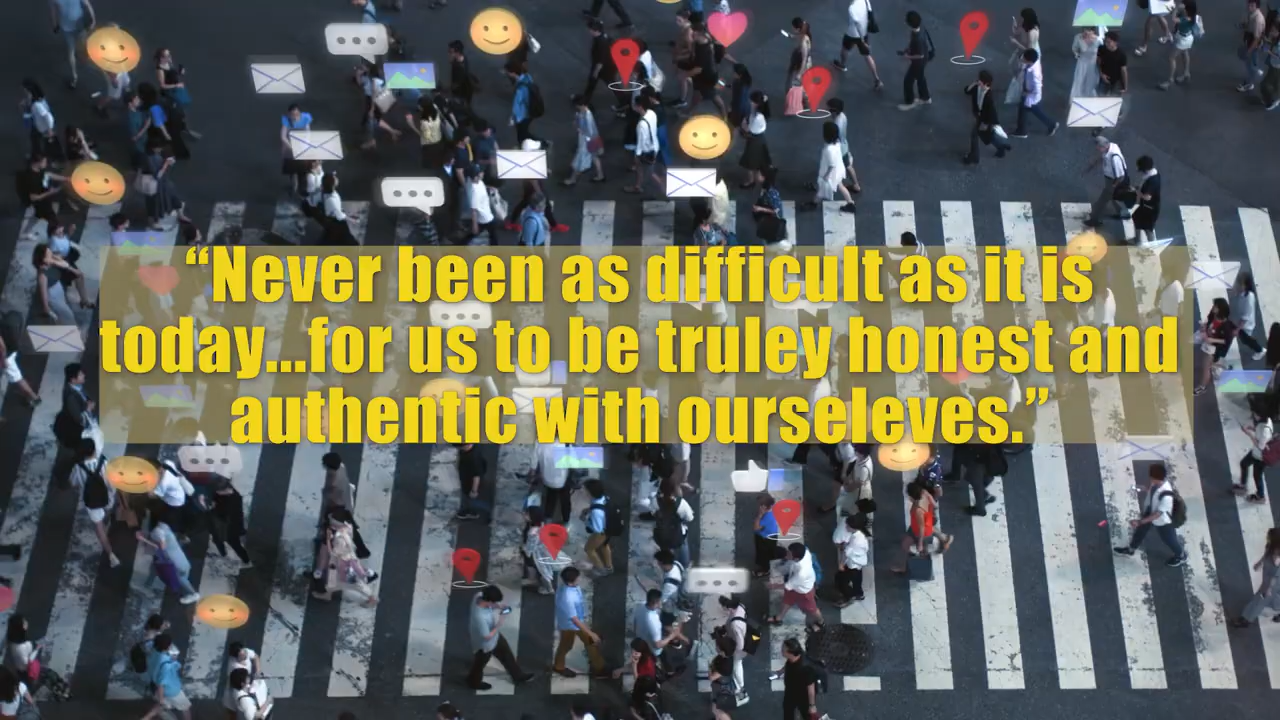 “Never been as difficult as it is
today...for us to be truley honest and
authentic with ourseleves.”